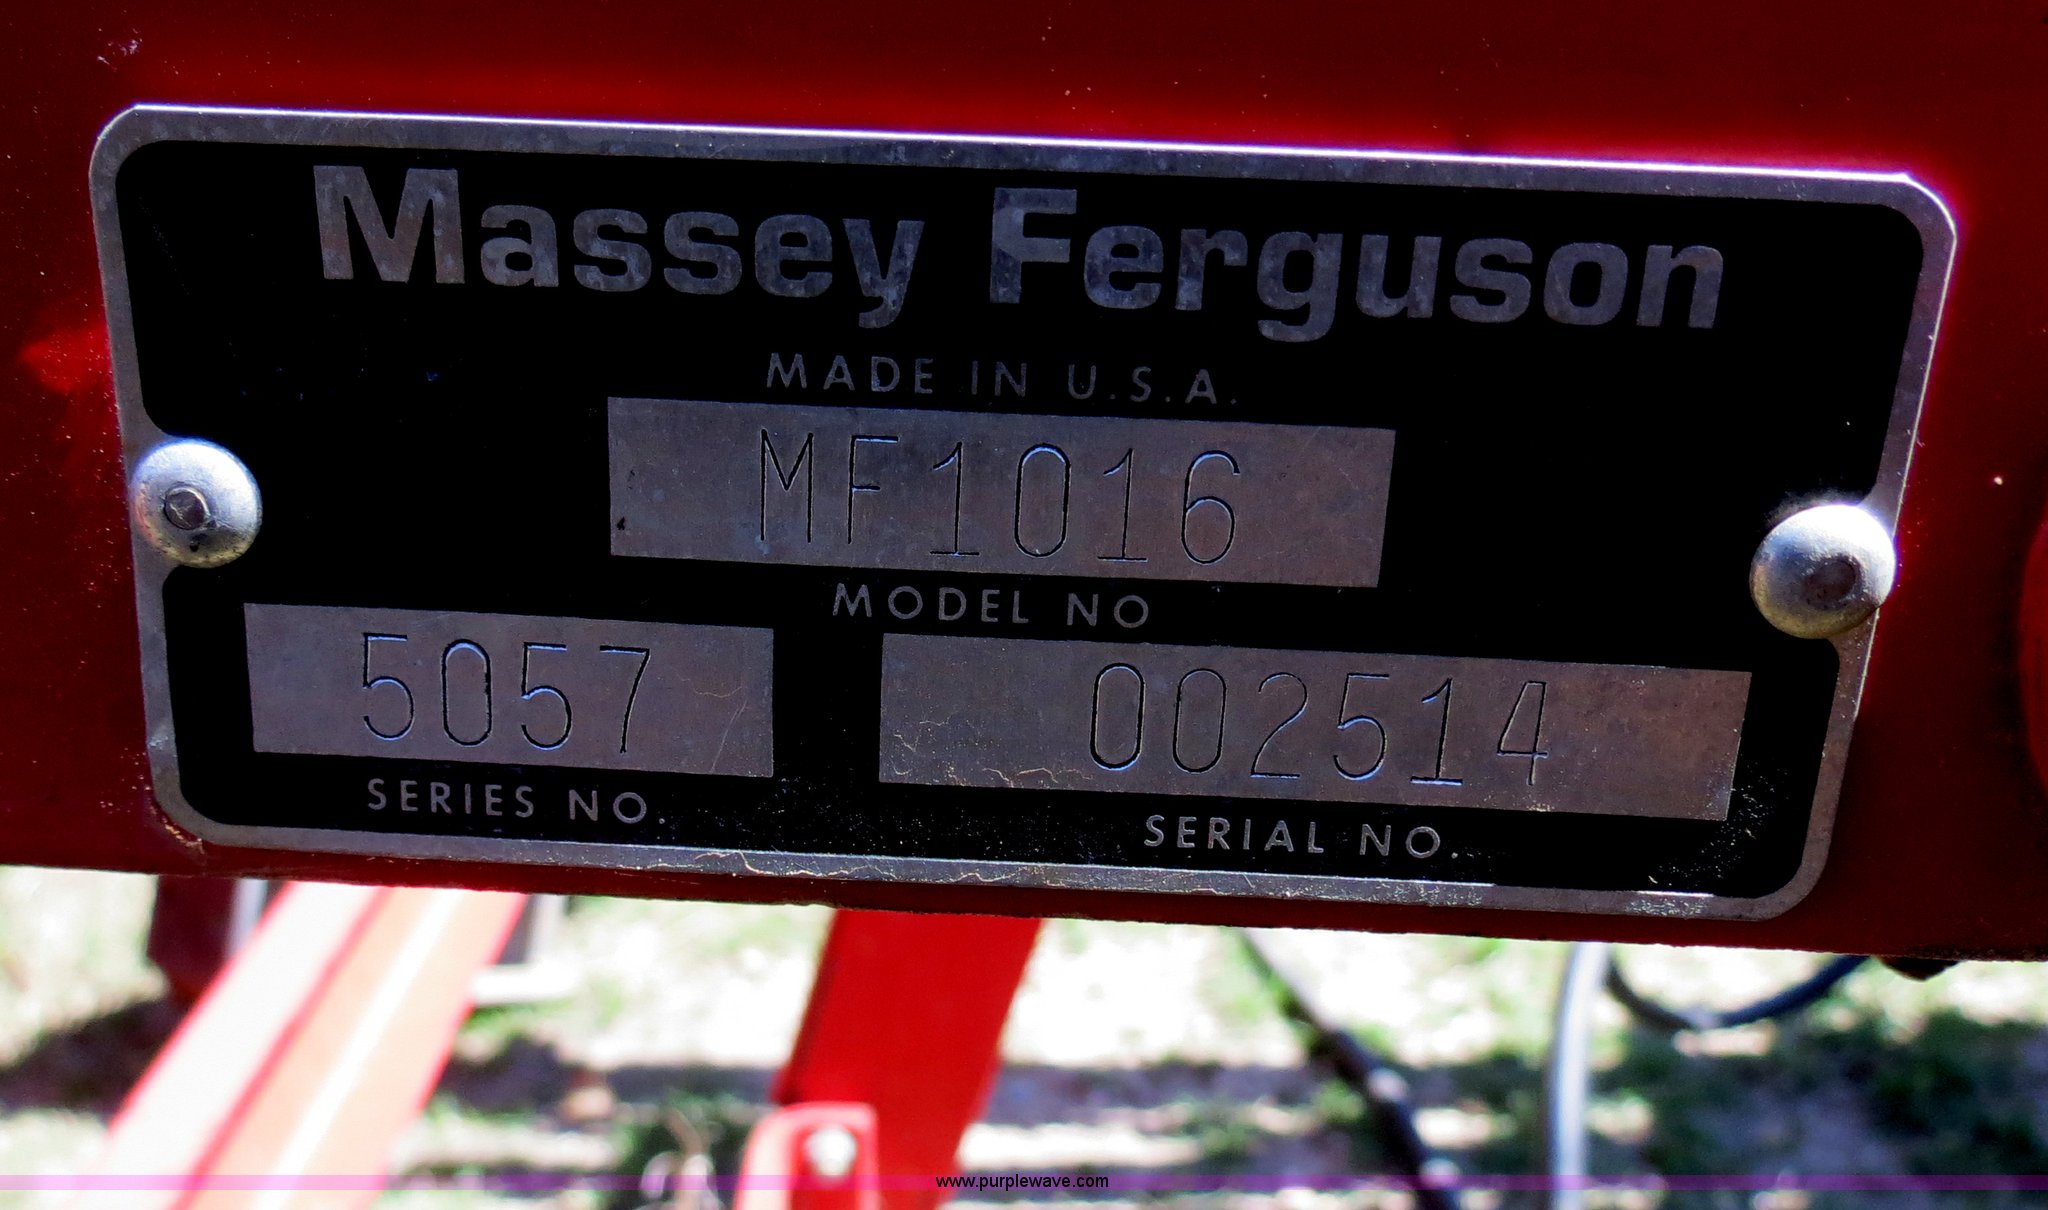 Massey Ferguson
MADE IN U.S.A.
MF1016
MODEL NO
5057 002514
SERIES NO. SERIAL NO.
www.purplewave.com